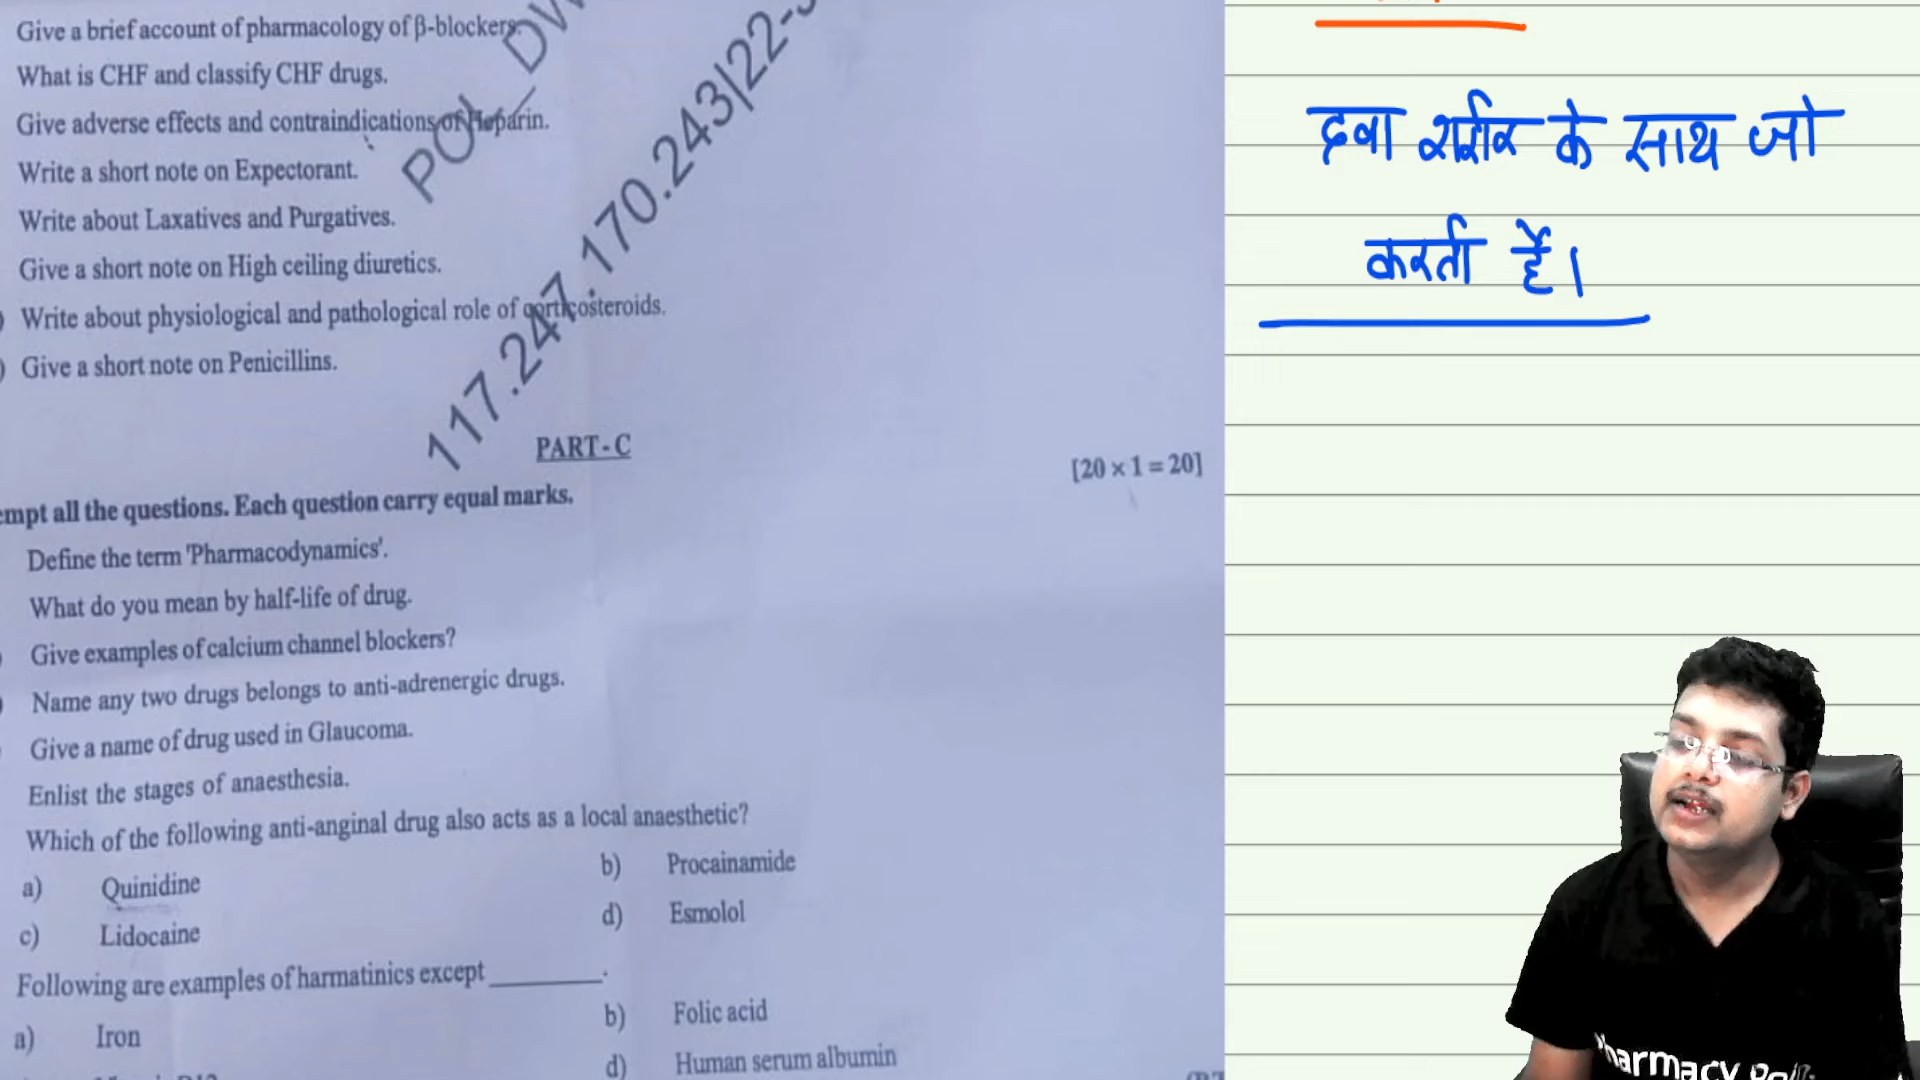 Give a brief account of pharmacology of β-blockers.
What is CHF and classify CHF drugs.
Give adverse effects and contraindications of Heparin.
Write a short note on Expectorant.
Write about Laxatives and Purgatives.
Give a short note on High ceiling diuretics.
) Write about physiological and pathological role of corticosteroids.
) Give a short note on Penicillins.
117.247.170.243|22-
PART - C
[20 × 1 = 20]
empt all the questions. Each question carry equal marks.
Define the term 'Pharmacodynamics'.
What do you mean by half-life of drug.
Give examples of calcium channel blockers?
Name any two drugs belongs to anti-adrenergic drugs.
Give a name of drug used in Glaucoma.
Enlist the stages of anaesthesia.
Which of the following anti-anginal drug also acts as a local anaesthetic?
a) Quinidine b) Procainamide
c) Lidocaine d) Esmolol
Following are examples of harmatinics except ________.
a) Iron b) Folic acid
d) Human serum albumin
दवा शरीर के साथ जो
करती है।